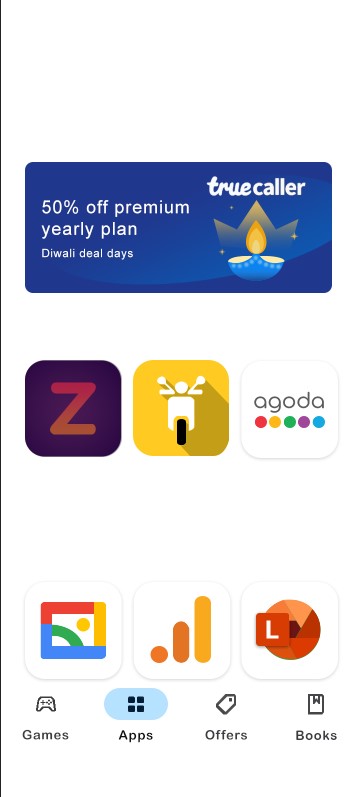 truecaller
50% off premium
yearly plan
Diwali deal days
Z
agoda
L
Games
Apps
Offers
Books